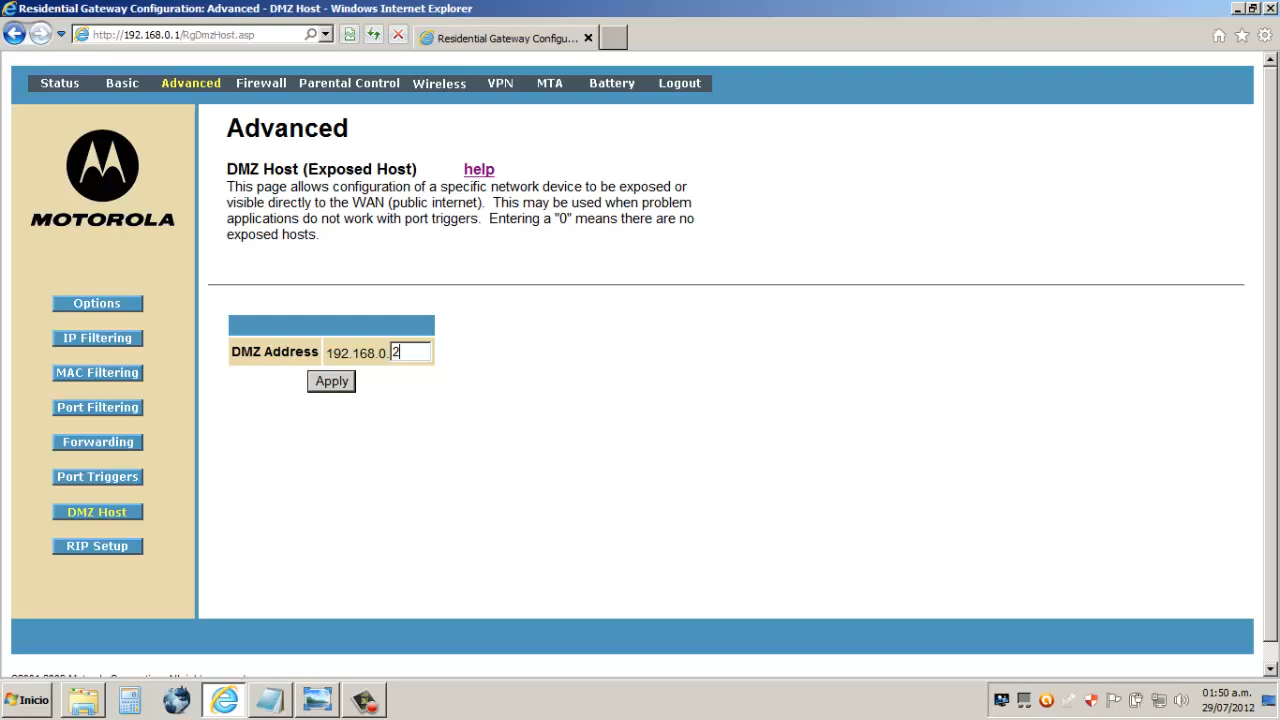 Residential Gateway Configuration: Advanced - DMZ Host - Windows Internet Explorer
http://192.168.0.1/RgDmzHost.asp
Residential Gateway Configu...
Status Basic Advanced Firewall Parental Control Wireless VPN MTA Battery Logout
MOTOROLA
Options
IP Filtering
MAC Filtering
Port Filtering
Forwarding
Port Triggers
DMZ Host
RIP Setup
Advanced
DMZ Host (Exposed Host) help
This page allows configuration of a specific network device to be exposed or
visible directly to the WAN (public internet). This may be used when problem
applications do not work with port triggers. Entering a "0" means there are no
exposed hosts.
DMZ Address 192.168.0.2
Apply
Inicio
01:50 a.m.
29/07/2012